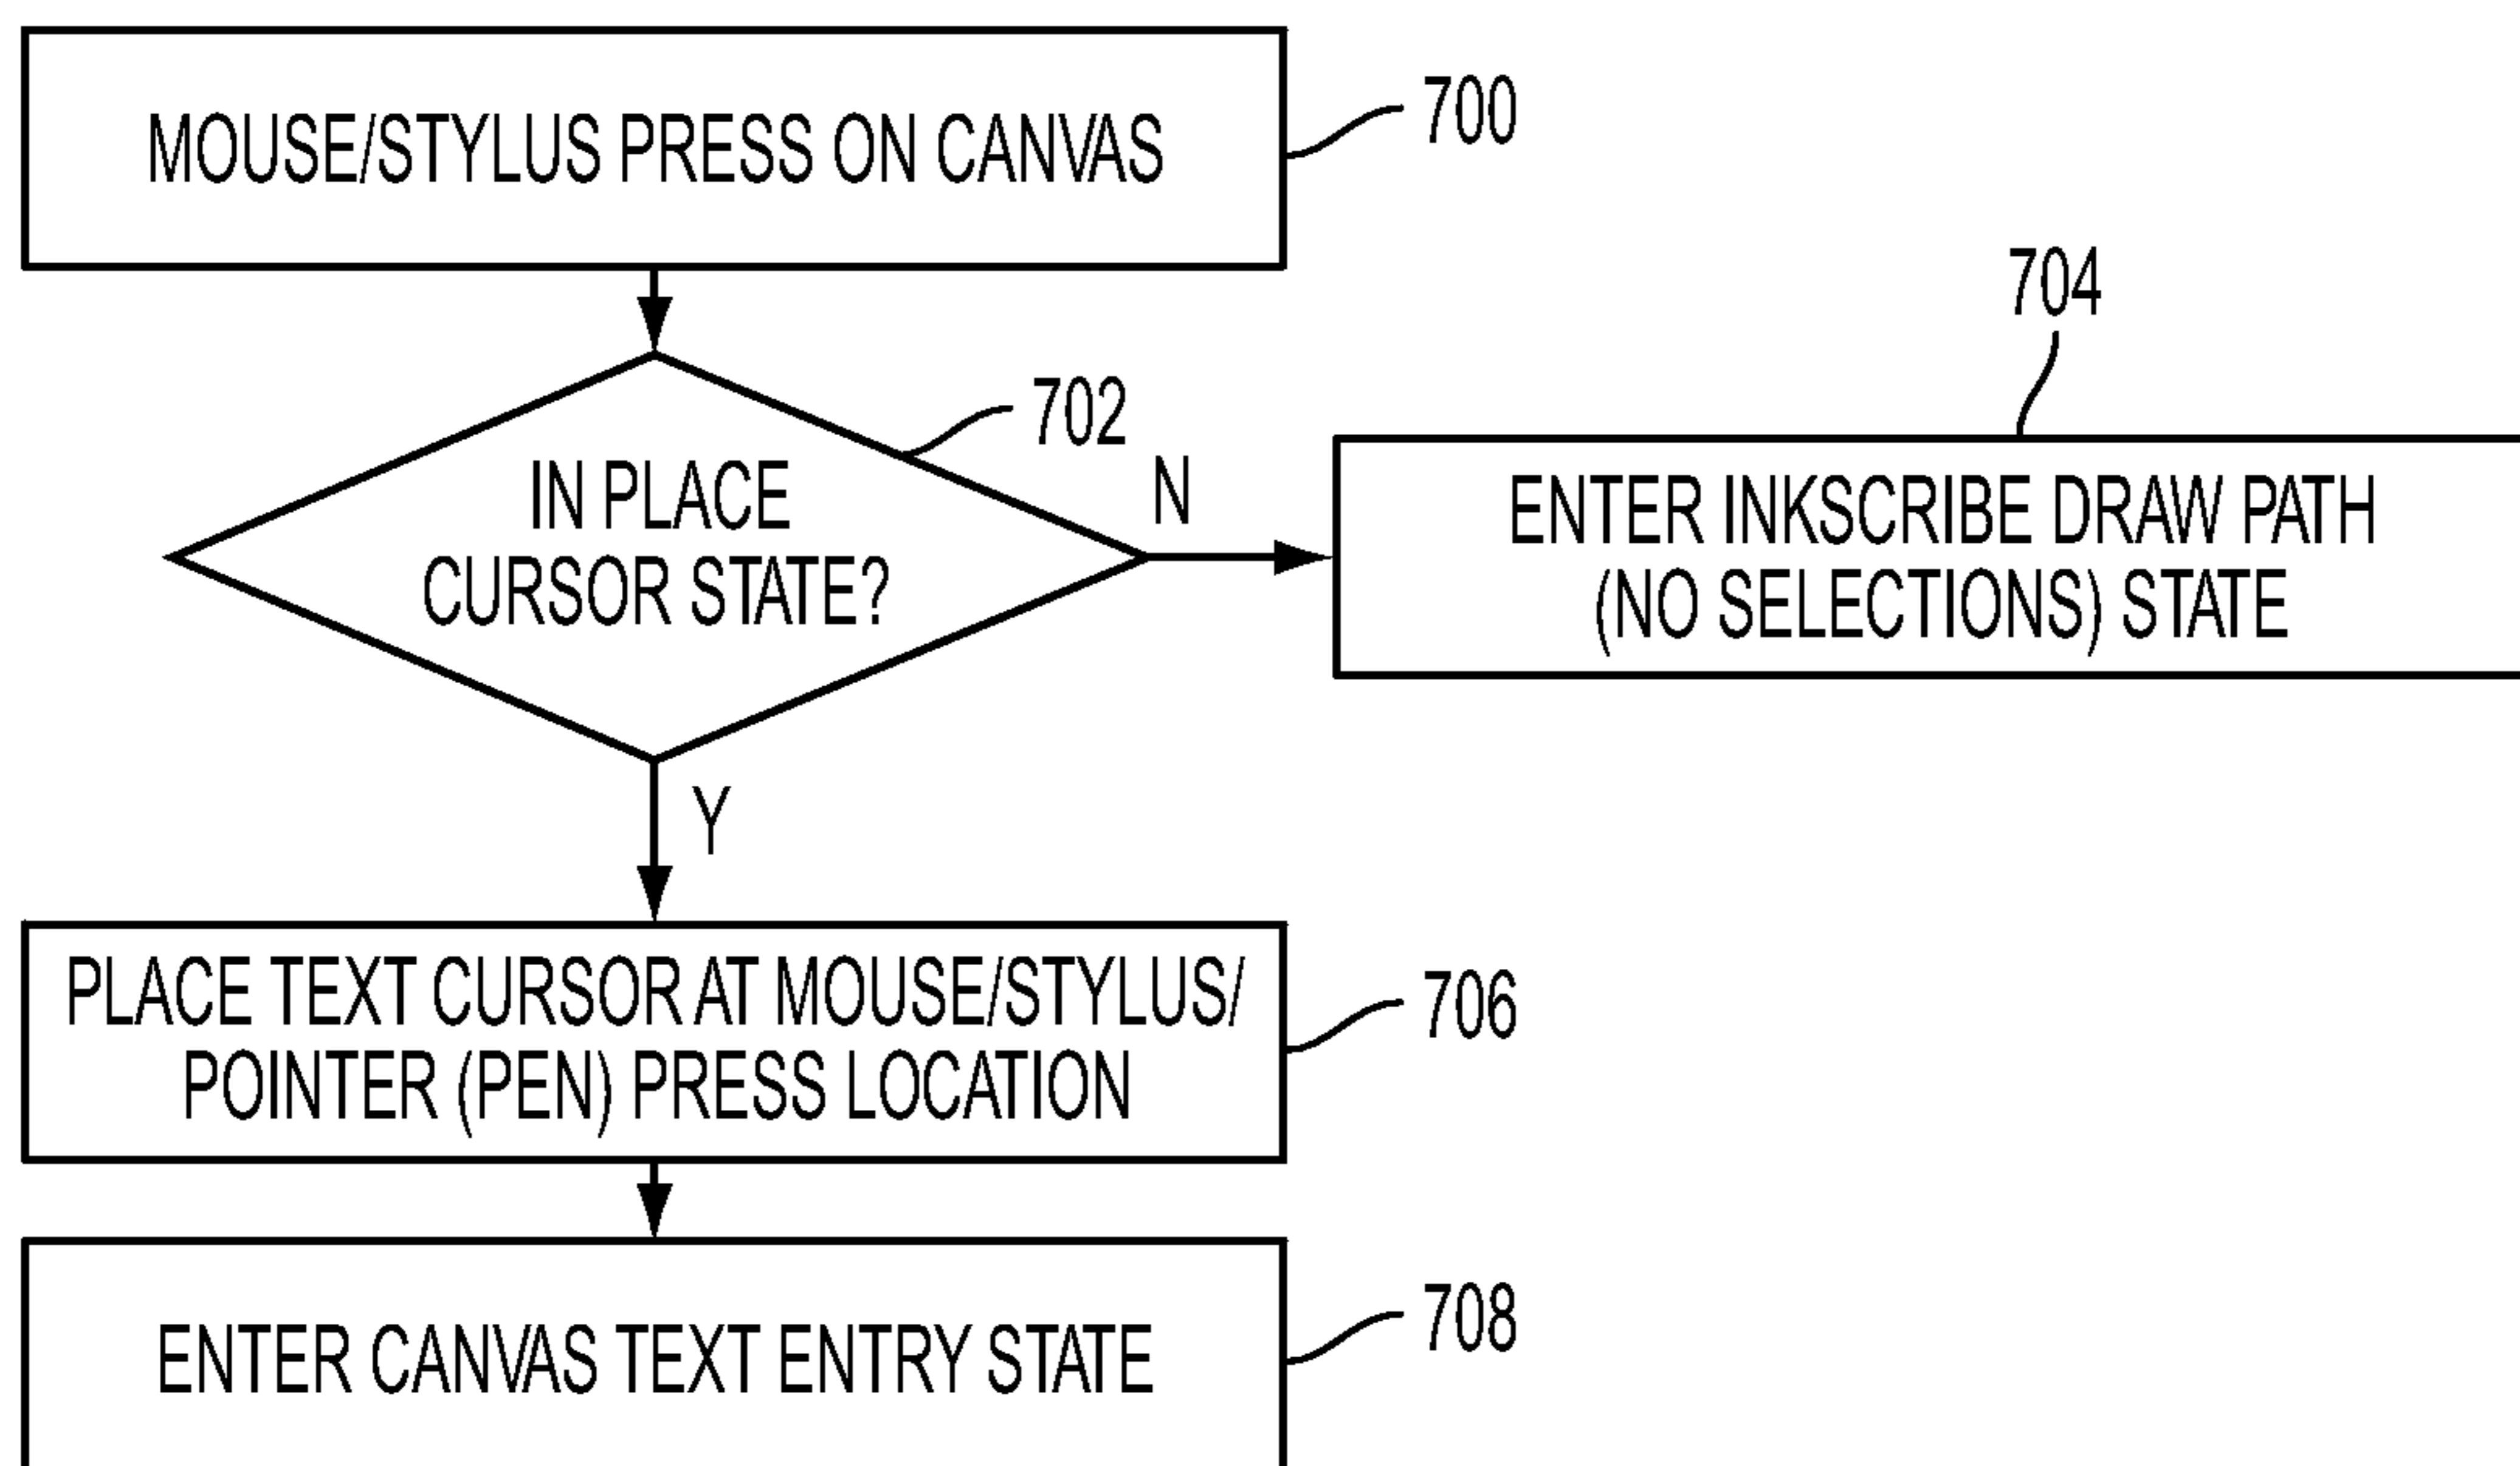 MOUSE/STYLUS PRESS ON CANVAS
700
702
IN PLACE
CURSOR STATE?
N
704
ENTER INKSCRIBE DRAW PATH
(NO SELECTIONS) STATE
Y
PLACE TEXT CURSOR AT MOUSE/STYLUS/
POINTER (PEN) PRESS LOCATION
706
ENTER CANVAS TEXT ENTRY STATE
708